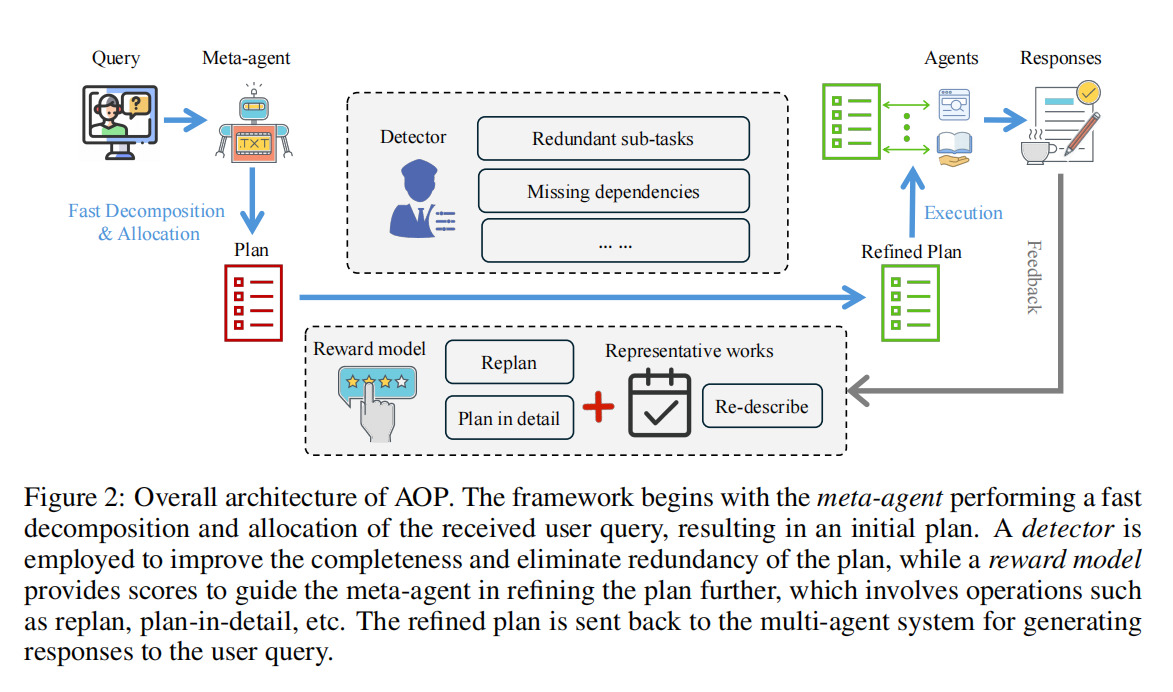 Query
Meta-agent
Fast Decomposition
& Allocation
Plan
.TXT
?
Detector
Redundant sub-tasks
Missing dependencies
... ...
Reward model
Replan
Plan in detail
Representative works
Re-describe
Refined Plan
Execution
Agents
Responses
Feedback
Figure 2: Overall architecture of AOP. The framework begins with the meta-agent performing a fast
decomposition and allocation of the received user query, resulting in an initial plan. A detector is
employed to improve the completeness and eliminate redundancy of the plan, while a reward model
provides scores to guide the meta-agent in refining the plan further, which involves operations such
as replan, plan-in-detail, etc. The refined plan is sent back to the multi-agent system for generating
responses to the user query.